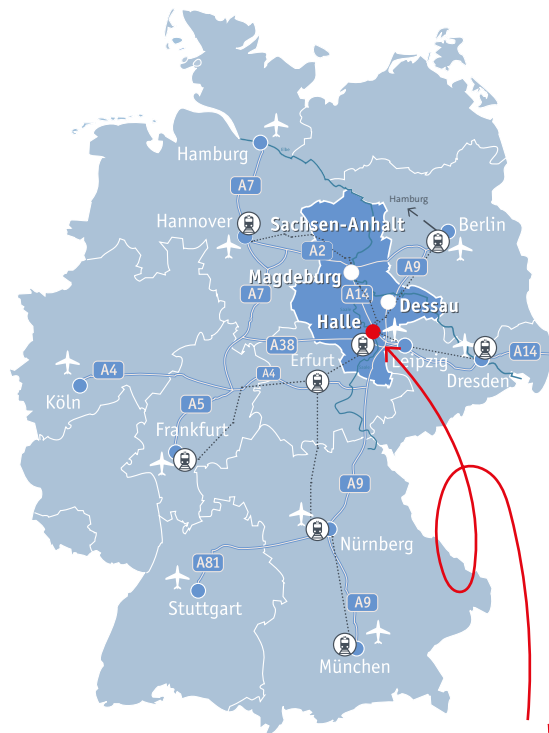 Hamburg
A7
Hannover
Hamburg
Sachsen-Anhalt
Berlin
A2
A9
Magdeburg
A7
A14
Dessau
Halle
A38
Erfurt
Leipzig
A14
A4
A4
Dresden
Köln
A5
Frankfurt
A9
Nürnberg
A81
A9
Stuttgart
München